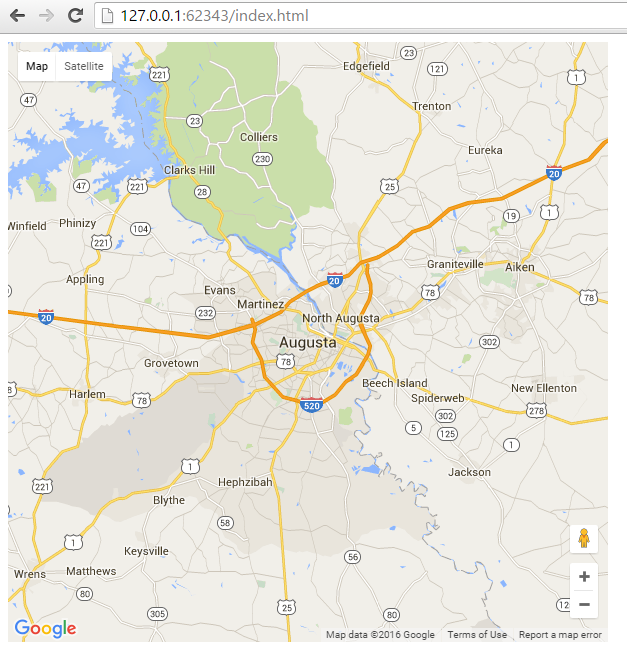 127.0.0.1:62343/index.html
Map Satellite
Edgefield
23
121
221
1
47
Trenton
23
Colliers
Eureka
230
20
Clarks Hill
47
221
28
25
19
1
Winfield
Phinizy
104
221
Graniteville
Aiken
Appling
20
Evans
78
78
Martinez
232
20
North Augusta
Augusta
302
78
Grovetown
Beech Island
New Ellenton
Harlem
78
Spiderweb
520
302
278
5
125
1
1
Jackson
221
Hephzibah
Blythe
58
1
Keysville
56
Wrens
Matthews
80
25
305
80
Google
Map data ©2016 Google Terms of Use Report a map error